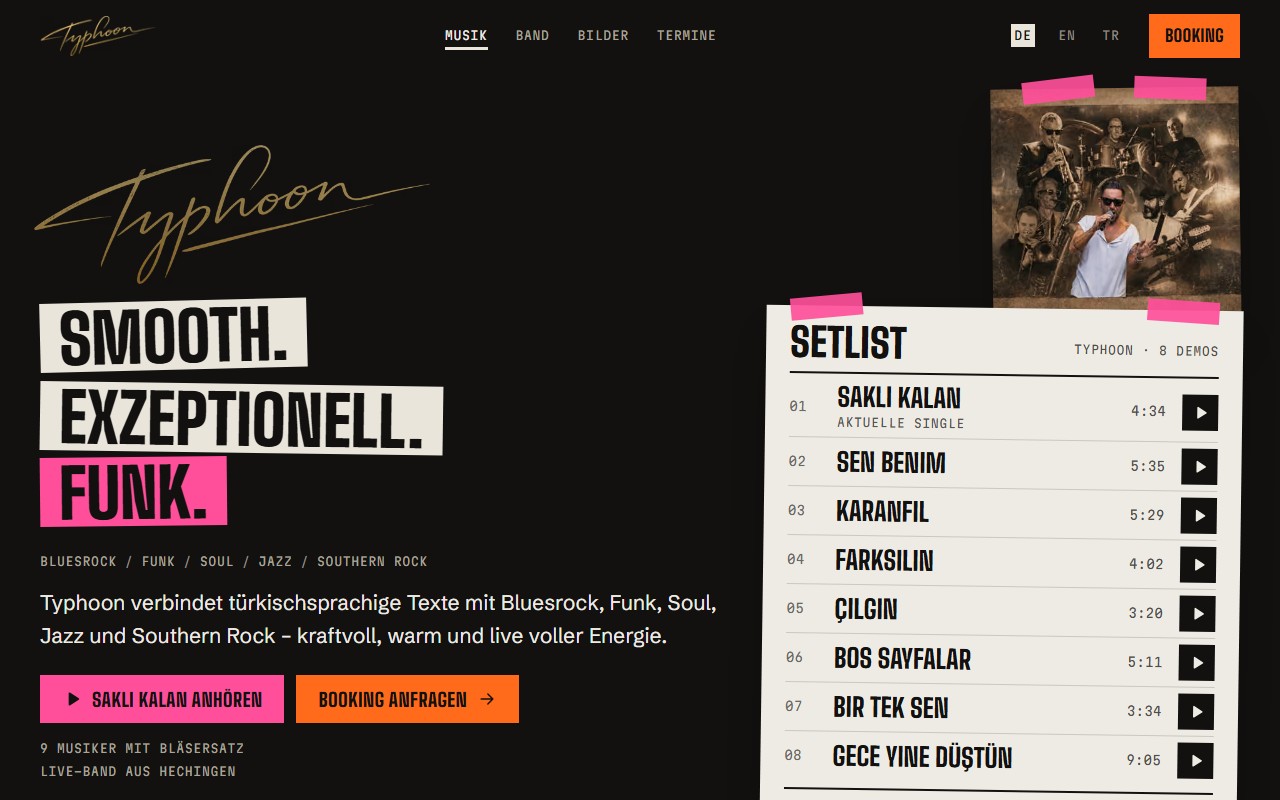 Typhoon
MUSIK BAND BILDER TERMINE
DE EN TR BOOKING
Typhoon
SMOOTH.
EXZEPTIONELL.
FUNK.
BLUESROCK / FUNK / SOUL / JAZZ / SOUTHERN ROCK
Typhoon verbindet türkischsprachige Texte mit Bluesrock, Funk, Soul,
Jazz und Southern Rock – kraftvoll, warm und live voller Energie.
SAKLI KALAN ANHÖREN
BOOKING ANFRAGEN →
9 MUSIKER MIT BLÄSERSATZ
LIVE-BAND AUS HECHINGEN
SETLIST TYPHOON · 8 DEMOS
01 SAKLI KALAN 4:34
AKTUELLE SINGLE
02 SEN BENIM 5:35
03 KARANFIL 5:29
04 FARKSILIN 4:02
05 ÇILGIN 3:20
06 BOS SAYFALAR 5:11
07 BIR TEK SEN 3:34
08 GECE YINE DÜŞTÜN 9:05